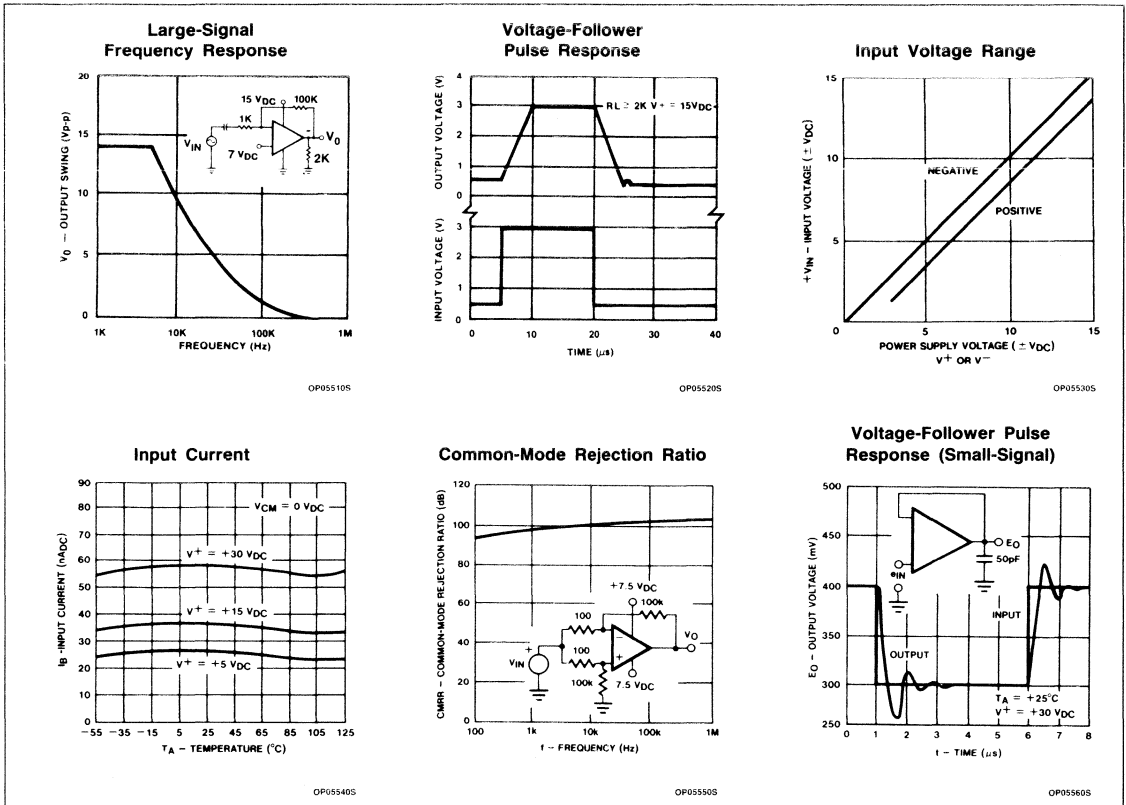 Large-Signal
Frequency Response
V0 – OUTPUT SWING (Vp-p)
20
15
10
5
0
1K
10K
100K
1M
FREQUENCY (Hz)
15 VDC
100K
1K
VIN
7 VDC
V0
2K
OP05510S
Voltage-Follower
Pulse Response
OUTPUT VOLTAGE (V)
4
3
2
1
0
RL ≥ 2K V+ = 15VDC
INPUT VOLTAGE (V)
3
2
1
0
0
10
20
30
40
TIME (μs)
OP05520S
Input Voltage Range
+VIN – INPUT VOLTAGE (± VDC)
15
10
5
0
NEGATIVE
POSITIVE
5
10
15
POWER SUPPLY VOLTAGE (± VDC)
V+ OR V−
OP05530S
Input Current
IB -INPUT CURRENT (nADC)
90
80
70
60
50
40
30
20
10
0
VCM = 0 VDC
V+ = +30 VDC
V+ = +15 VDC
V+ = +5 VDC
−55 −35 −15 5 25 45 65 85 105 125
TA – TEMPERATURE (°C)
OP05540S
Common-Mode Rejection Ratio
CMRR – COMMON-MODE REJECTION RATIO (dB)
120
100
80
60
40
20
0
+7.5 VDC
100k
100
VO
−
+
100
+
VIN
100k
7.5 VDC
100
1k
10k
100k
1M
f – FREQUENCY (Hz)
OP05550S
Voltage-Follower Pulse
Response (Small-Signal)
EO – OUTPUT VOLTAGE (mV)
500
450
400
350
300
250
EO
50pF
eIN
INPUT
OUTPUT
TA = +25°C
V+ = +30 VDC
0 1 2 3 4 5 6 7 8
t – TIME (μs)
OP05560S